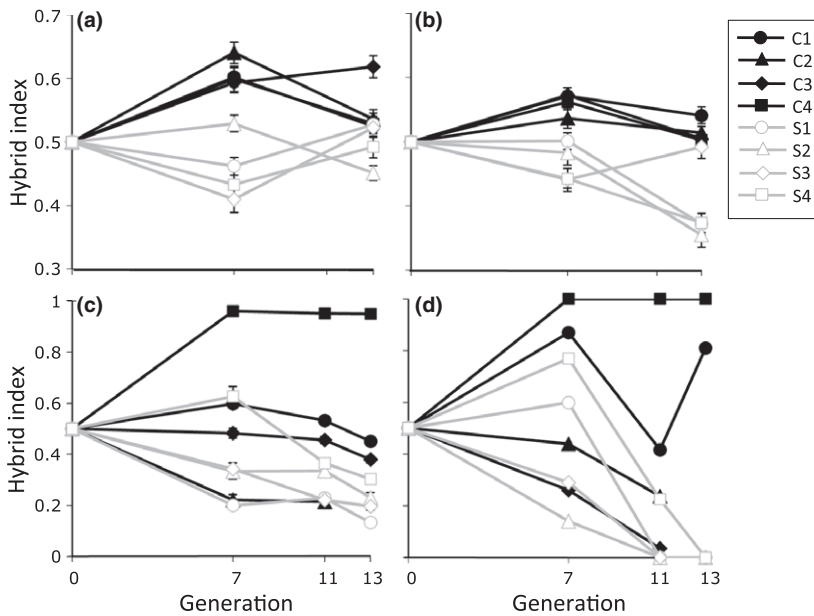 (a)
0.7
0.6
0.5
0.4
0.3
Hybrid index
(b)
C1
C2
C3
C4
S1
S2
S3
S4
(c)
1
0.8
0.6
0.4
0.2
0
Hybrid index
0 7 11 13
Generation
(d)
0 7 11 13
Generation